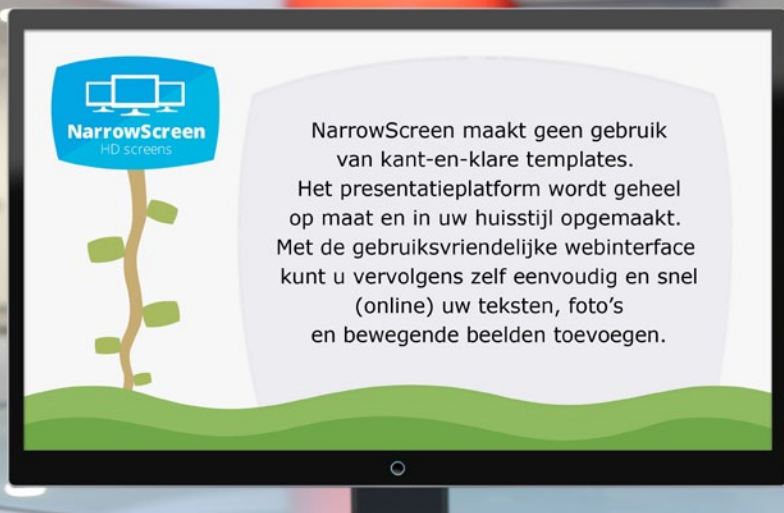 NarrowScreen
HD screens
NarrowScreen maakt geen gebruik
van kant-en-klare templates.
Het presentatieplatform wordt geheel
op maat en in uw huisstijl opgemaakt.
Met de gebruiksvriendelijke webinterface
kunt u vervolgens zelf eenvoudig en snel
(online) uw teksten, foto’s
en bewegende beelden toevoegen.